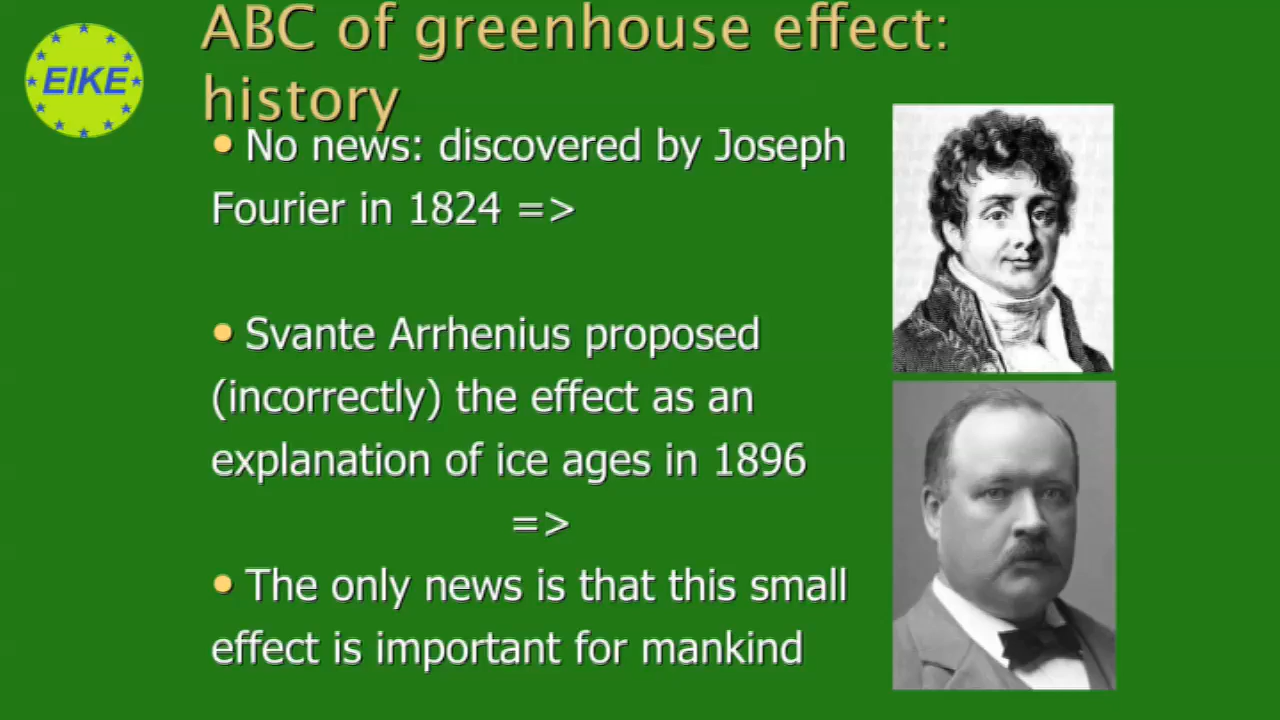 ABC of greenhouse effect:
history
EIKE
• No news: discovered by Joseph
Fourier in 1824 =>
• Svante Arrhenius proposed
(incorrectly) the effect as an
explanation of ice ages in 1896
=>
• The only news is that this small
effect is important for mankind